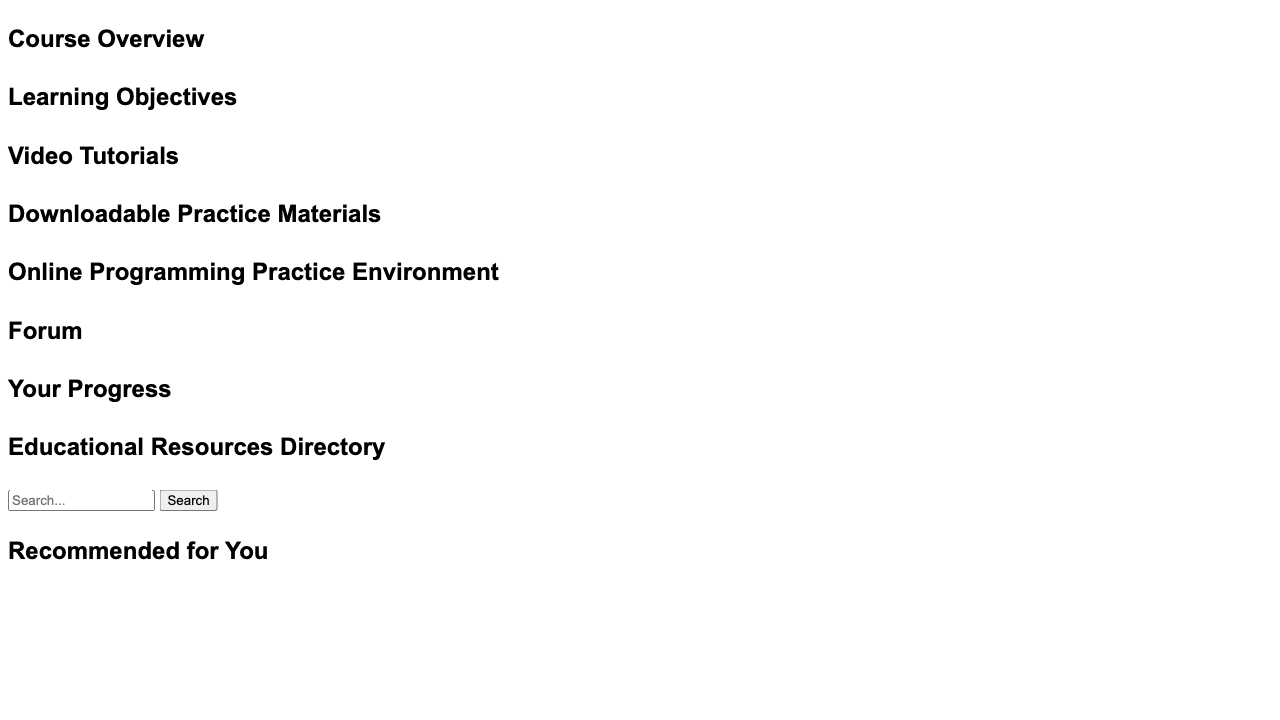 Course Overview
Learning Objectives
Video Tutorials
Downloadable Practice Materials
Online Programming Practice Environment
Forum
Your Progress
Educational Resources Directory
Search... Search
Recommended for You